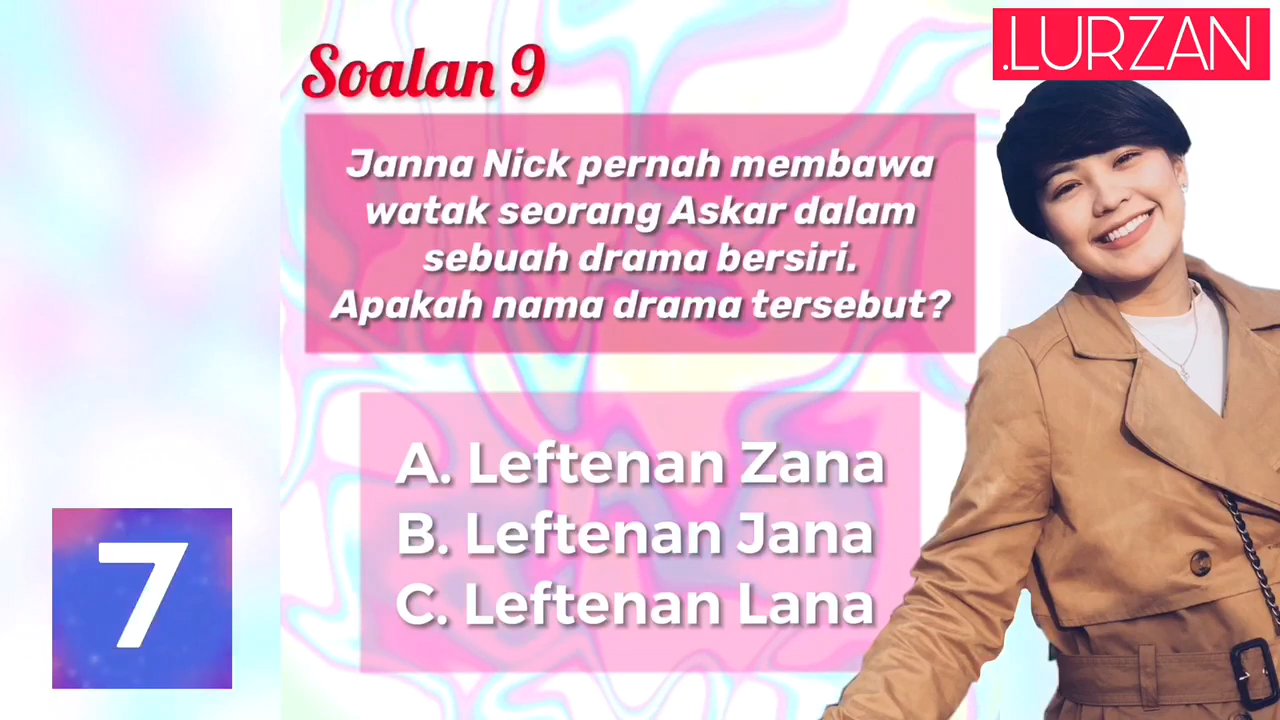 .LURZAN
Soalan 9
Janna Nick pernah membawa
watak seorang Askar dalam
sebuah drama bersiri.
Apakah nama drama tersebut?
A. Leftenan Zana
B. Leftenan Jana
C. Leftenan Lana
7